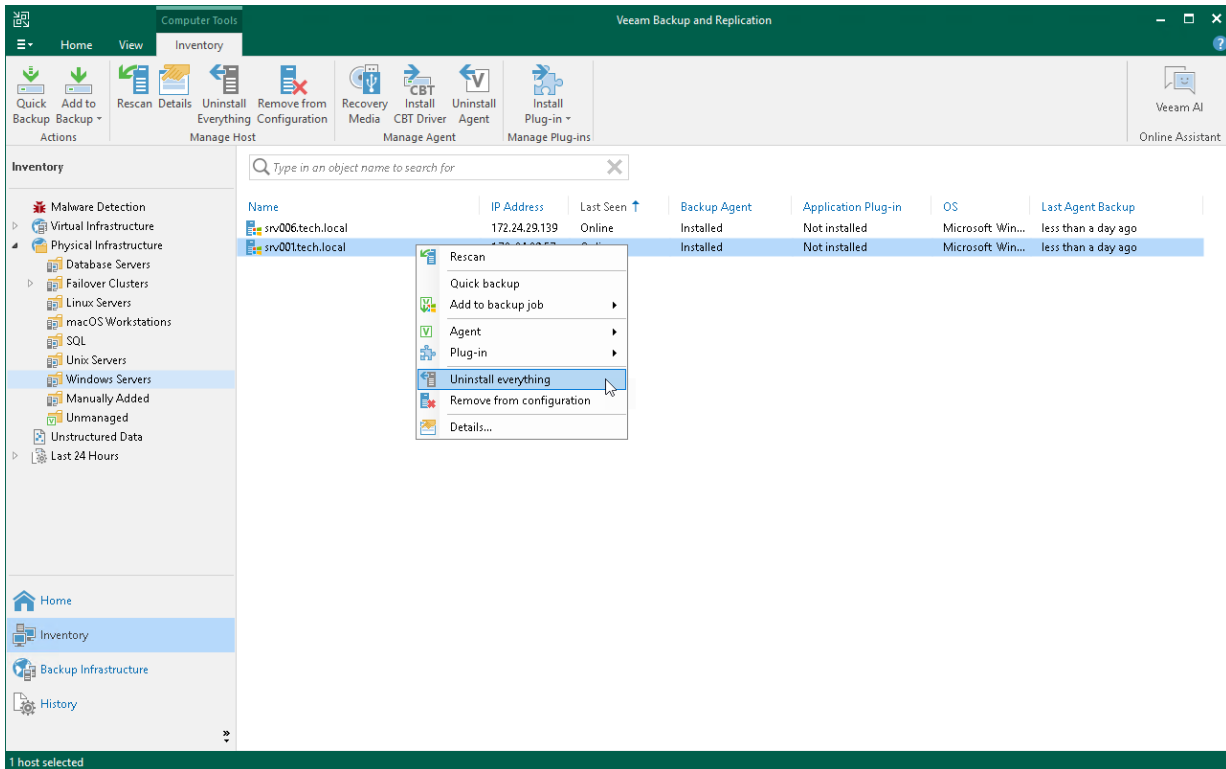 Computer Tools
Veeam Backup and Replication
Home View Inventory
Quick Backup
Add to Backup
Rescan
Details
Uninstall Everything
Remove from Configuration
Recovery Media
CBT
Install CBT Driver
Uninstall Agent
Install Plug-in
Veeam AI
Actions
Manage Host
Manage Agent
Manage Plug-ins
Online Assistant
Inventory
Type in an object name to search for
Malware Detection
Virtual Infrastructure
Physical Infrastructure
Database Servers
Failover Clusters
Linux Servers
macOS Workstations
SQL
Unix Servers
Windows Servers
Manually Added
Unmanaged
Unstructured Data
Last 24 Hours
Name IP Address Last Seen Backup Agent Application Plug-in OS Last Agent Backup
srv006.tech.local 172.24.29.139 Online Installed Not installed Microsoft Win... less than a day ago
srv001.tech.local Installed Not installed Microsoft Win... less than a day ago
Rescan
Quick backup
Add to backup job
Agent
Plug-in
Uninstall everything
Remove from configuration
Details...
Home
Inventory
Backup Infrastructure
History
1 host selected